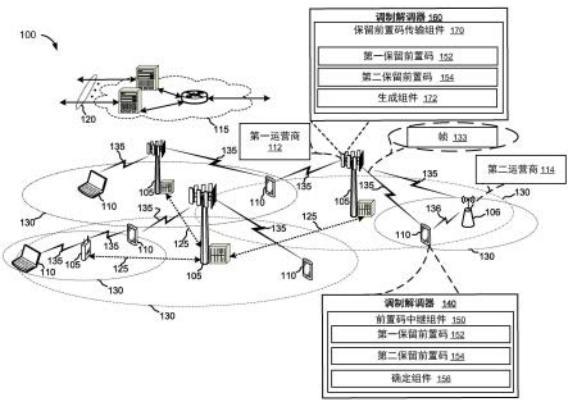 100
调制解调器 160
保留前置码传输组件 170
第一保留前置码 152
第二保留前置码 154
生成组件 172
120
115
第一运营商
112
帧 133
第二运营商 114
135
135
135
135
135
135
105
105
110
110
130
130
136
106
125
125
110
130
135
135
135
135
110
105
110
105
125
110
130
130
调制解调器 140
前置码中继组件 150
第一保留前置码 152
第二保留前置码 154
确定组件 156